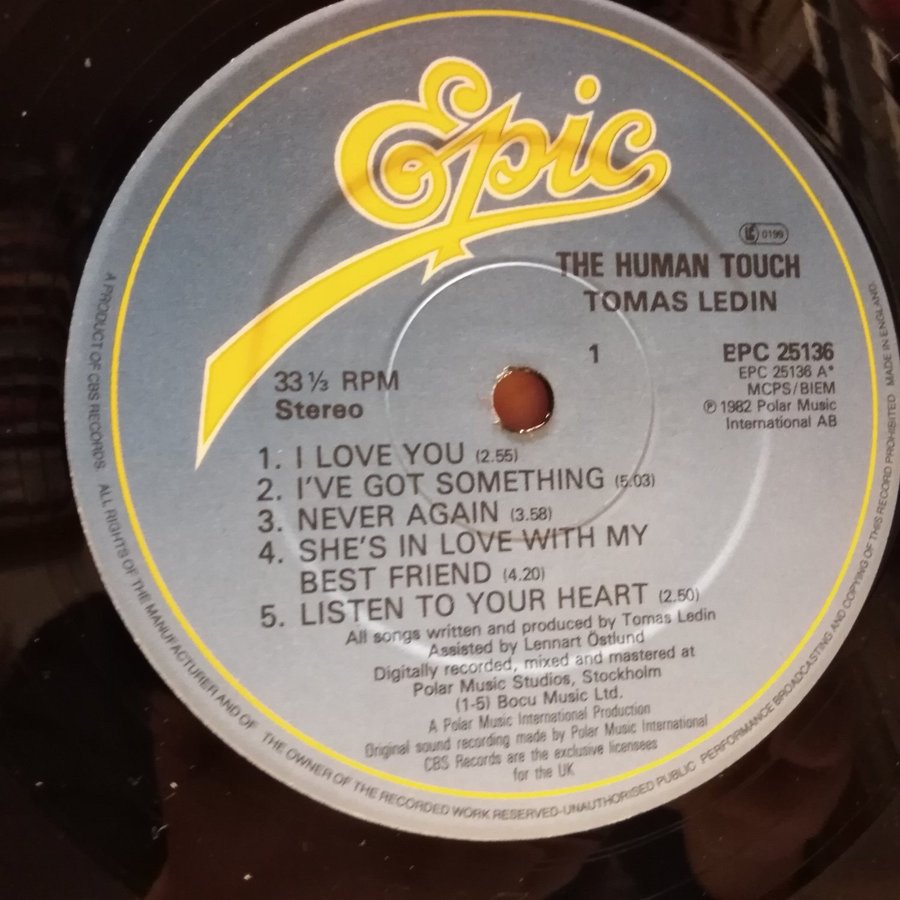 Epic
LC 0199
THE HUMAN TOUCH
TOMAS LEDIN
1
EPC 25136
EPC 25136 A*
MCPS/BIEM
℗ 1982 Polar Music
International AB
33 ⅓ RPM
Stereo
1. I LOVE YOU (2.55)
2. I'VE GOT SOMETHING (5.03)
3. NEVER AGAIN (3.58)
4. SHE'S IN LOVE WITH MY
BEST FRIEND (4.20)
5. LISTEN TO YOUR HEART (2.50)
All songs written and produced by Tomas Ledin
Assisted by Lennart Östlund
Digitally recorded, mixed and mastered at
Polar Music Studios, Stockholm
(1-5) Bocu Music Ltd.
A Polar Music International Production
Original sound recording made by Polar Music International
CBS Records are the exclusive licensees
for the UK
A PRODUCT OF CBS RECORDS ALL RIGHTS OF THE MANUFACTURER AND OF THE OWNER OF THE RECORDED WORK RESERVED-UNAUTHORISED PUBLIC PERFORMANCE BROADCASTING AND COPYING OF THIS RECORD PROHIBITED MADE IN ENGLAND.